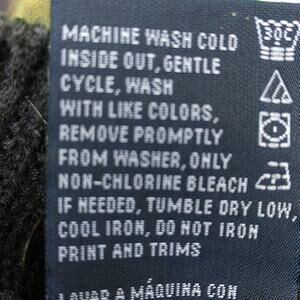 MACHINE WASH COLD
30C
INSIDE OUT, GENTLE
CYCLE, WASH
WITH LIKE COLORS,
REMOVE PROMPTLY
FROM WASHER, ONLY
NON-CHLORINE BLEACH
IF NEEDED, TUMBLE DRY LOW,
COOL IRON, DO NOT IRON
PRINT AND TRIMS
LAVAR A MÁQUINA CON